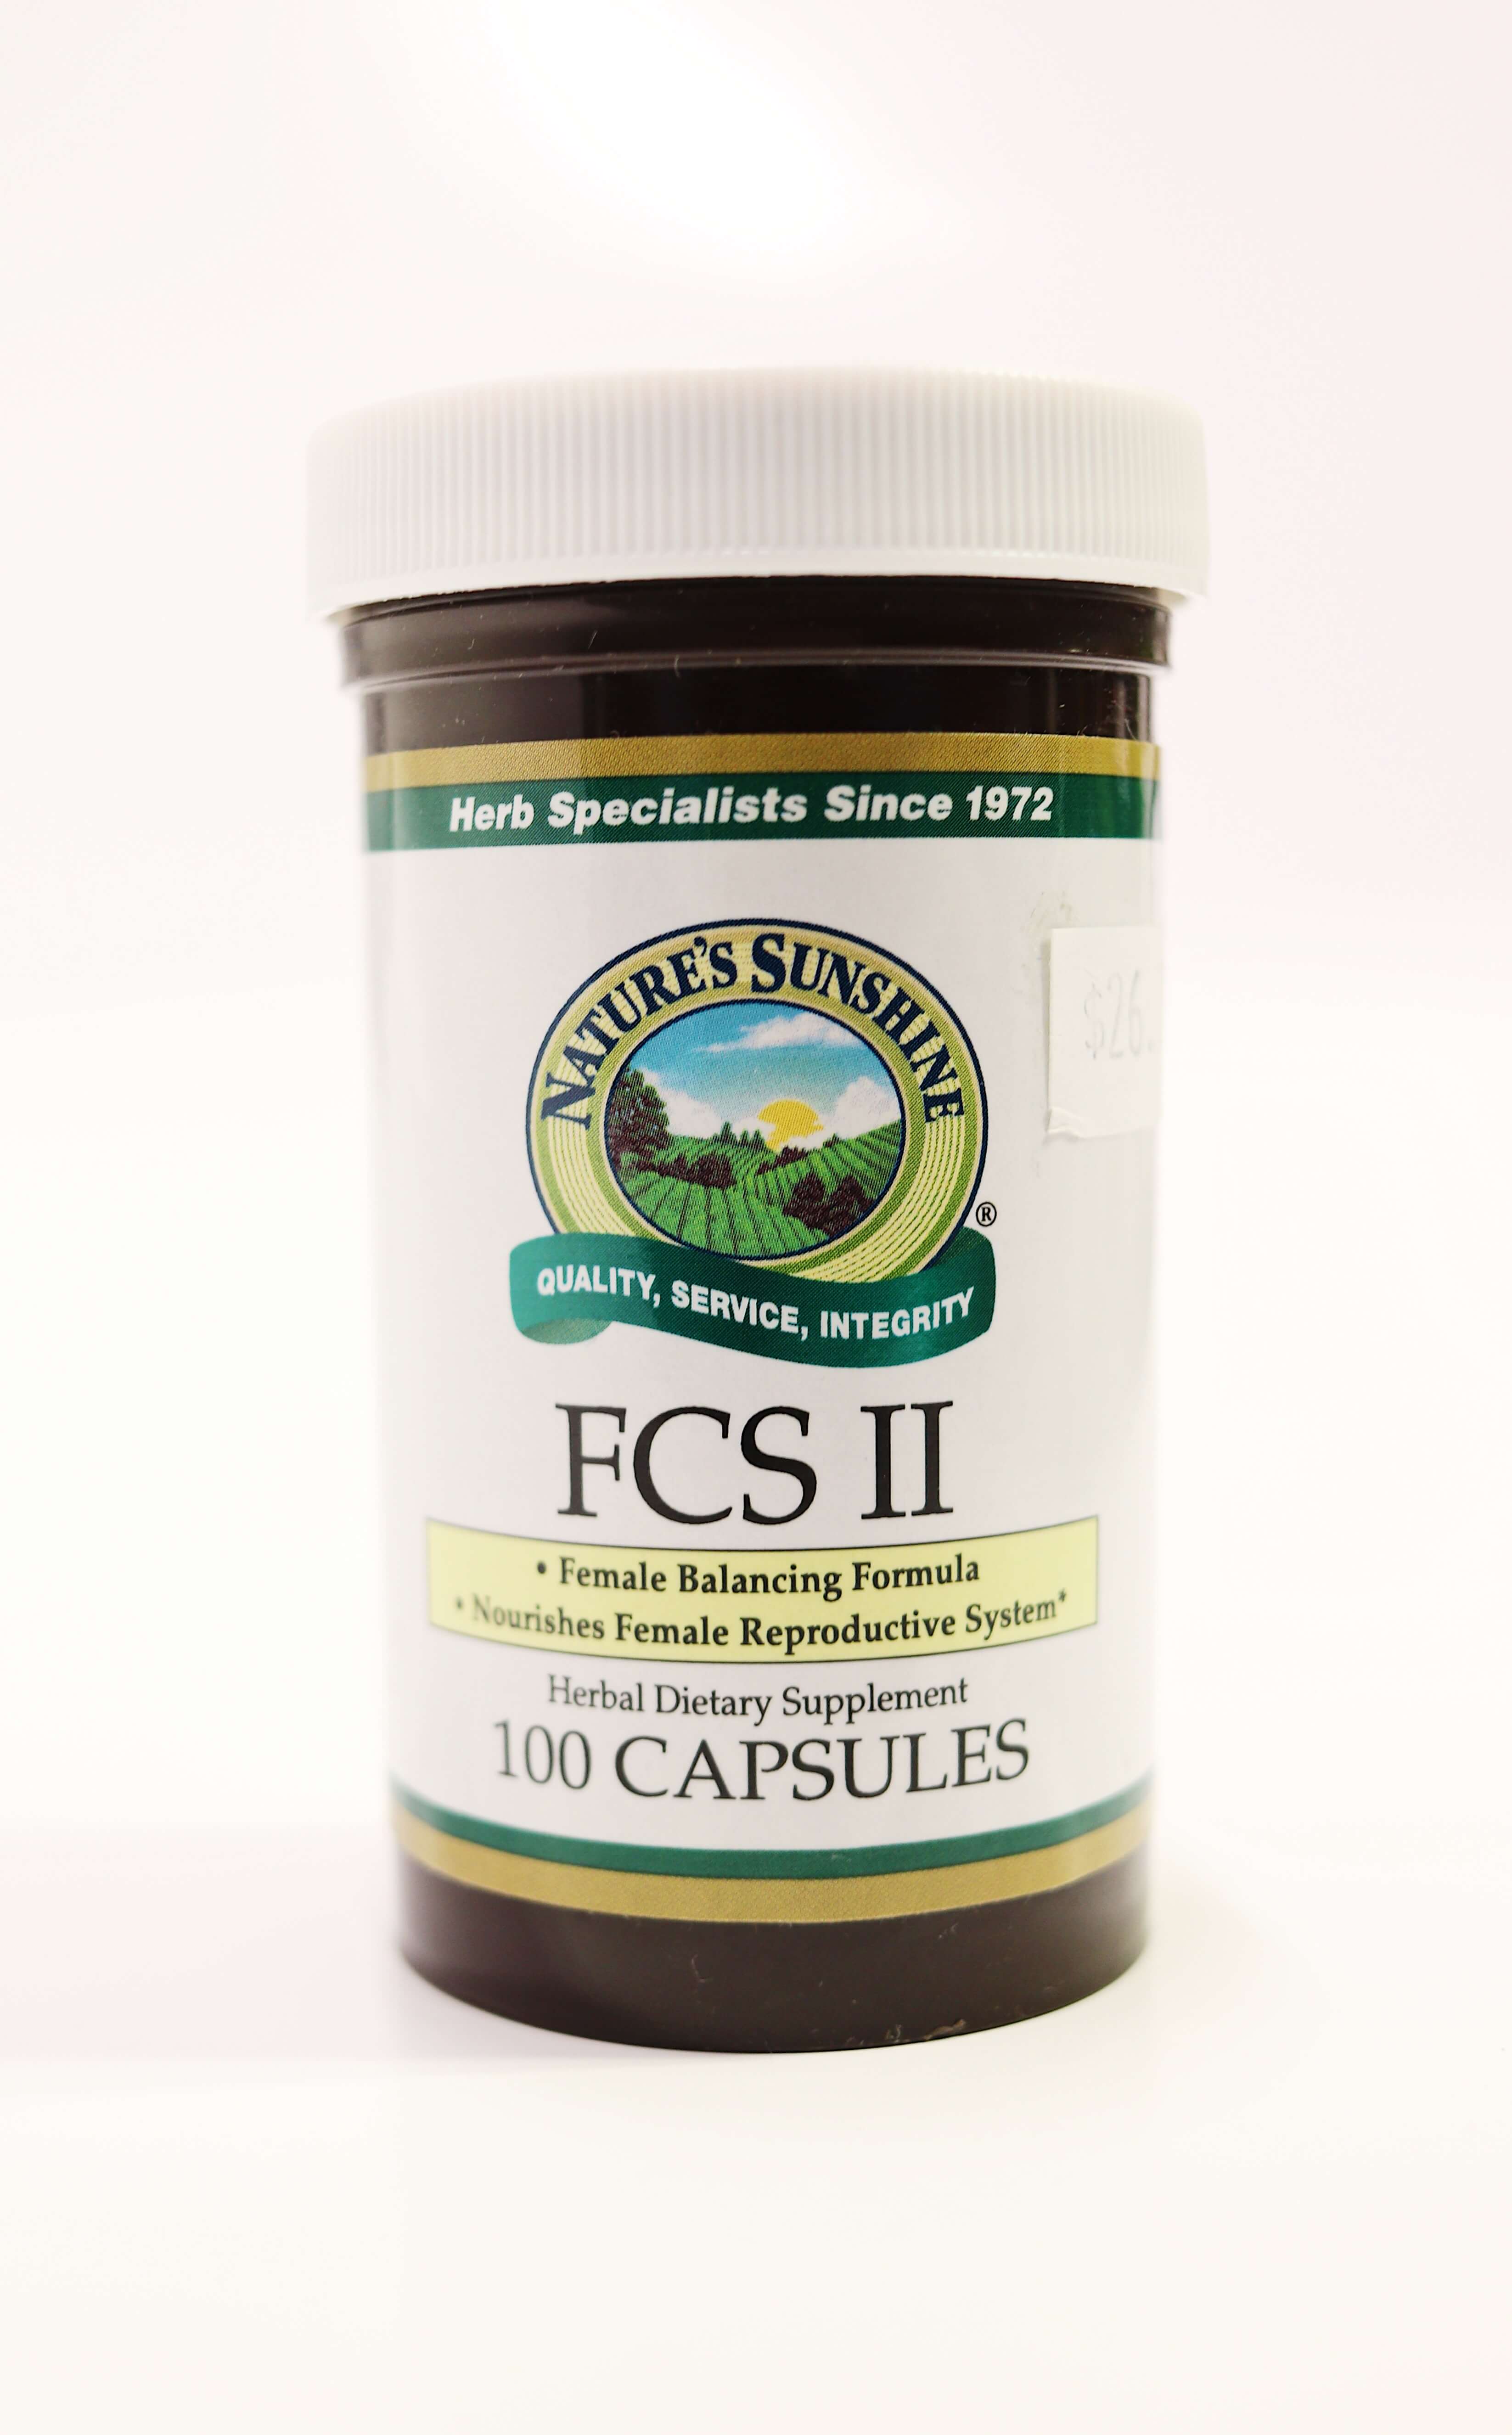 Herb Specialists Since 1972
NATURE'S SUNSHINE
®
QUALITY, SERVICE, INTEGRITY
FCS II
• Female Balancing Formula
• Nourishes Female Reproductive System*
Herbal Dietary Supplement
100 CAPSULES
$26.